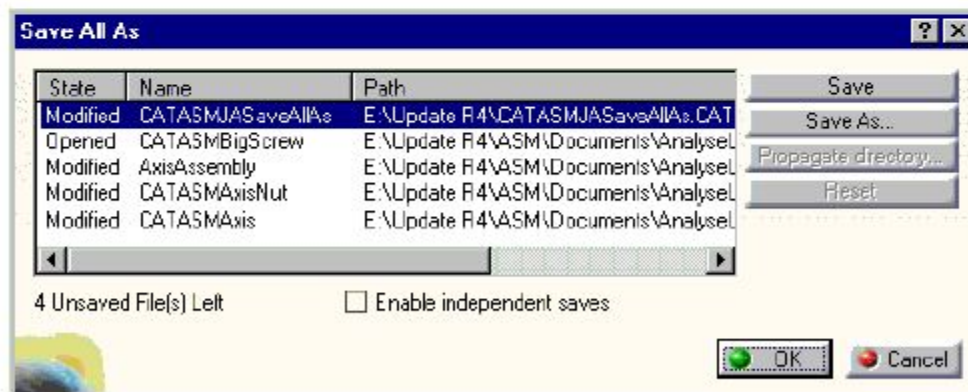 Save All As
State Name Path
Modified CATASMJASaveAllAs E:\Update R4\CATASMJASaveAllAs.CAT
Opened CATASMBigScrew E:\Update R4\ASM\Documents\AnalyseL
Modified AxisAssembly E:\Update R4\ASM\Documents\AnalyseL
Modified CATASMAxisNut E:\Update R4\ASM\Documents\AnalyseL
Modified CATASMAxis E:\Update R4\ASM\Documents\AnalyseL
Save
Save As...
Propagate directory...
Reset
4 Unsaved File(s) Left
Enable independent saves
OK
Cancel